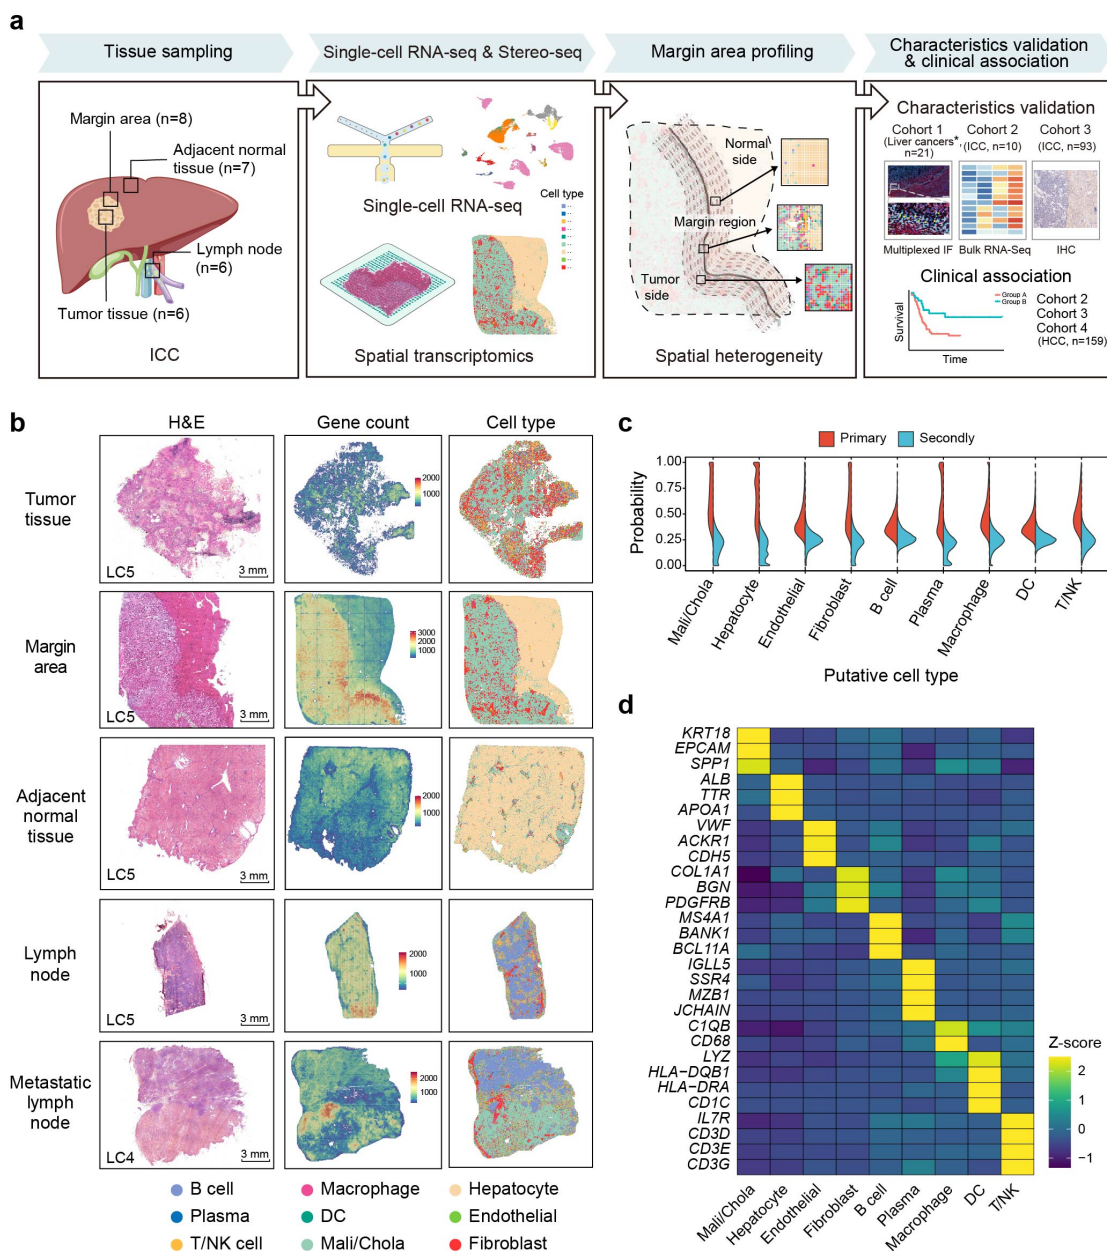 a
Tissue sampling
Single-cell RNA-seq & Stereo-seq
Margin area profiling
Characteristics validation
& clinical association
Margin area (n=8)
Adjacent normal
tissue (n=7)
Lymph node
(n=6)
Tumor tissue (n=6)
ICC
Single-cell RNA-seq
Cell type
Spatial transcriptomics
Normal
side
Margin region
Tumor
side
Spatial heterogeneity
Characteristics validation
Cohort 1
(Liver cancers*,
n=21)
Cohort 2
(ICC, n=10)
Cohort 3
(ICC, n=93)
Multiplexed IF
Bulk RNA-Seq
IHC
Clinical association
Survival
Time
Group A
Group B
Cohort 2
Cohort 3
Cohort 4
(HCC, n=159)
b
H&E
Gene count
Cell type
Tumor
tissue
LC5
3 mm
2000
1000
Margin
area
LC5
3 mm
3000
2000
1000
Adjacent
normal
tissue
LC5
3 mm
2000
1000
Lymph
node
LC5
3 mm
2000
1000
Metastatic
lymph
node
LC4
3 mm
2000
1000
B cell
Macrophage
Hepatocyte
Plasma
DC
Endothelial
T/NK cell
Mali/Chola
Fibroblast
c
Primary
Secondly
Probability
1.00
0.75
0.50
0.25
0.00
Mali/Chola
Hepatocyte
Endothelial
Fibroblast
B cell
Plasma
Macrophage
DC
T/NK
Putative cell type
d
KRT18
EPCAM
SPP1
ALB
TTR
APOA1
VWF
ACKR1
CDH5
COL1A1
BGN
PDGFRB
MS4A1
BANK1
BCL11A
IGLL5
SSR4
MZB1
JCHAIN
C1QB
CD68
LYZ
HLA−DQB1
HLA−DRA
CD1C
IL7R
CD3D
CD3E
CD3G
Mali/Chola
Hepatocyte
Endothelial
Fibroblast
B cell
Plasma
Macrophage
DC
T/NK
Z-score
2
1
0
−1